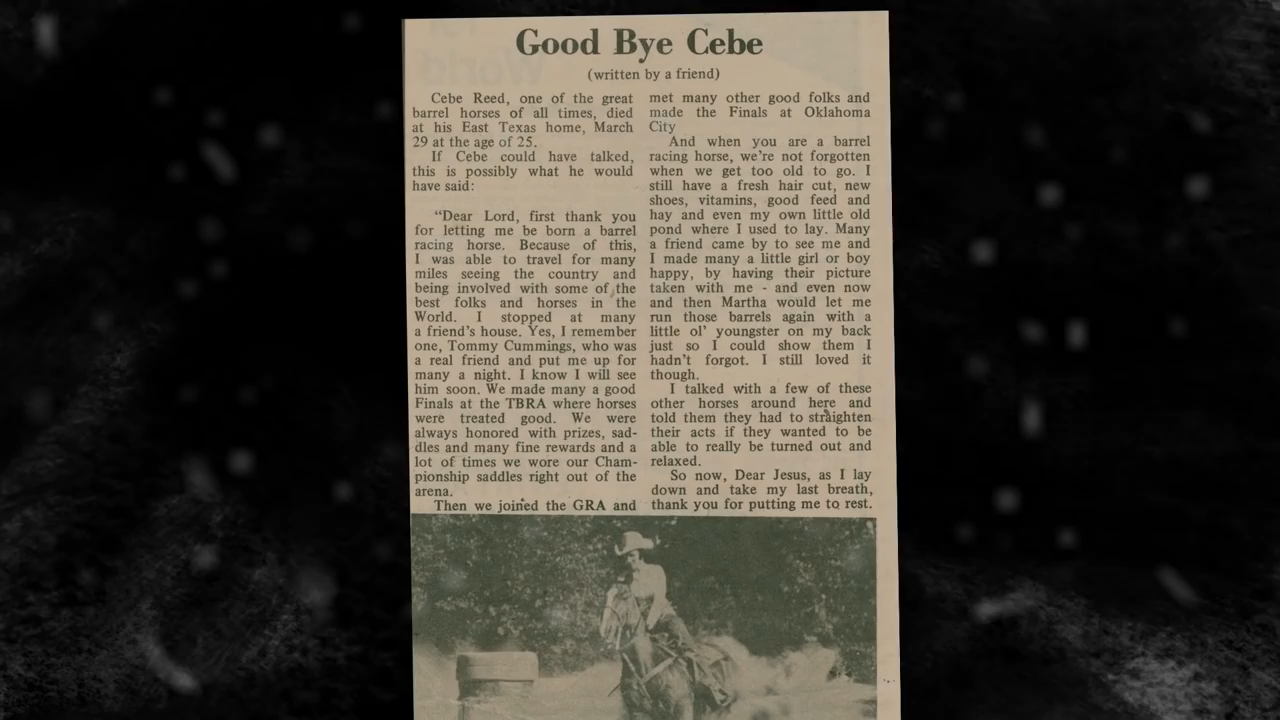 Good Bye Cebe
(written by a friend)
Cebe Reed, one of the great
barrel horses of all times, died
at his East Texas home, March
29 at the age of 25.
If Cebe could have talked,
this is possibly what he would
have said:
“Dear Lord, first thank you
for letting me be born a barrel
racing horse. Because of this,
I was able to travel for many
miles seeing the country and
being involved with some of the
best folks and horses in the
World. I stopped at many
a friend's house. Yes, I remember
one, Tommy Cummings, who was
a real friend and put me up for
many a night. I know I will see
him soon. We made many a good
Finals at the TBRA where horses
were treated good. We were
always honored with prizes, sad-
dles and many fine rewards and a
lot of times we wore our Cham-
pionship saddles right out of the
arena.
Then we joined the GRA and
met many other good folks and
made the Finals at Oklahoma
City
And when you are a barrel
racing horse, we're not forgotten
when we get too old to go. I
still have a fresh hair cut, new
shoes, vitamins, good feed and
hay and even my own little old
pond where I used to lay. Many
a friend came by to see me and
I made many a little girl or boy
happy, by having their picture
taken with me - and even now
and then Martha would let me
run those barrels again with a
little ol' youngster on my back
just so I could show them I
hadn't forgot. I still loved it
though.
I talked with a few of these
other horses around here and
told them they had to straighten
their acts if they wanted to be
able to really be turned out and
relaxed.
So now, Dear Jesus, as I lay
down and take my last breath,
thank you for putting me to rest.